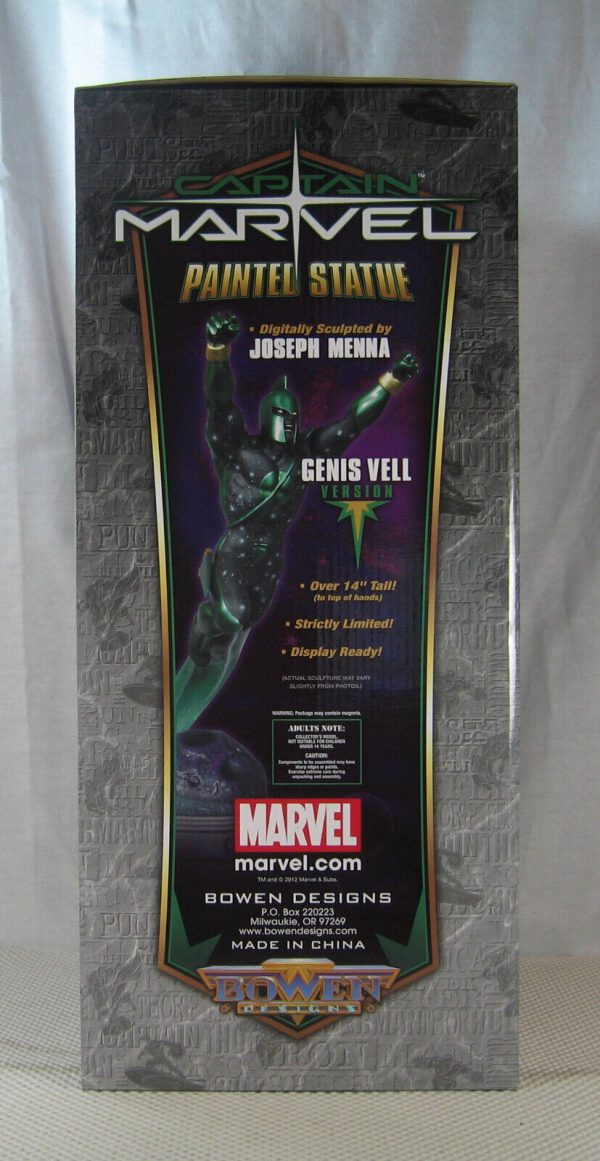 CAPTAIN™
MARVEL
PAINTED STATUE
• Digitally Sculpted by
JOSEPH MENNA
GENIS VELL
VERSION
• Over 14" Tall!
(to top of hands)
• Strictly Limited!
• Display Ready!
(ACTUAL SCULPTURE MAY VARY
SLIGHTLY FROM PHOTOS.)
WARNING: Package may contain magnets.
ADULTS NOTE:
COLLECTOR'S MODEL
NOT SUITABLE FOR CHILDREN
UNDER 14 YEARS.
CAUTION:
Components to be assembled may have
sharp edges or points.
Exercise extreme care during
unpacking and assembly.
MARVEL
marvel.com
TM and © 2012 Marvel & Subs.
BOWEN DESIGNS
P.O. Box 220223
Milwaukie, OR 97269
www.bowendesigns.com
MADE IN CHINA
BOWEN
DESIGNS